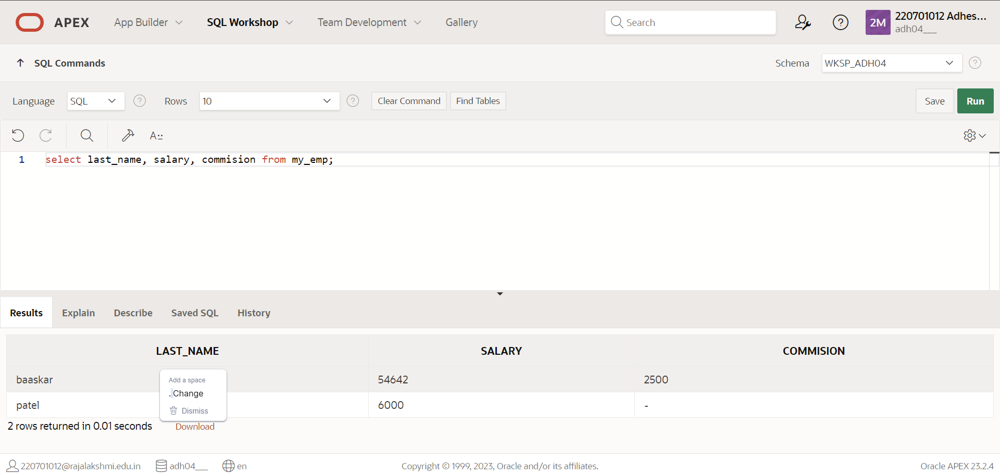 APEX App Builder SQL Workshop Team Development Gallery Search 2M 220701012 Adhes...
adh04___
SQL Commands Schema WKSP_ADH04
Language SQL Rows 10 Clear Command Find Tables Save Run
A::
1 select last_name, salary, commision from my_emp;
Results Explain Describe Saved SQL History
LAST_NAME SALARY COMMISION
baaskar 54642 2500
Add a space
. Change
patel 6000 -
Dismiss
2 rows returned in 0.01 seconds Download
220701012@rajalakshmi.edu.in adh04___ en Copyright © 1999, 2023, Oracle and/or its affiliates. Oracle APEX 23.2.4